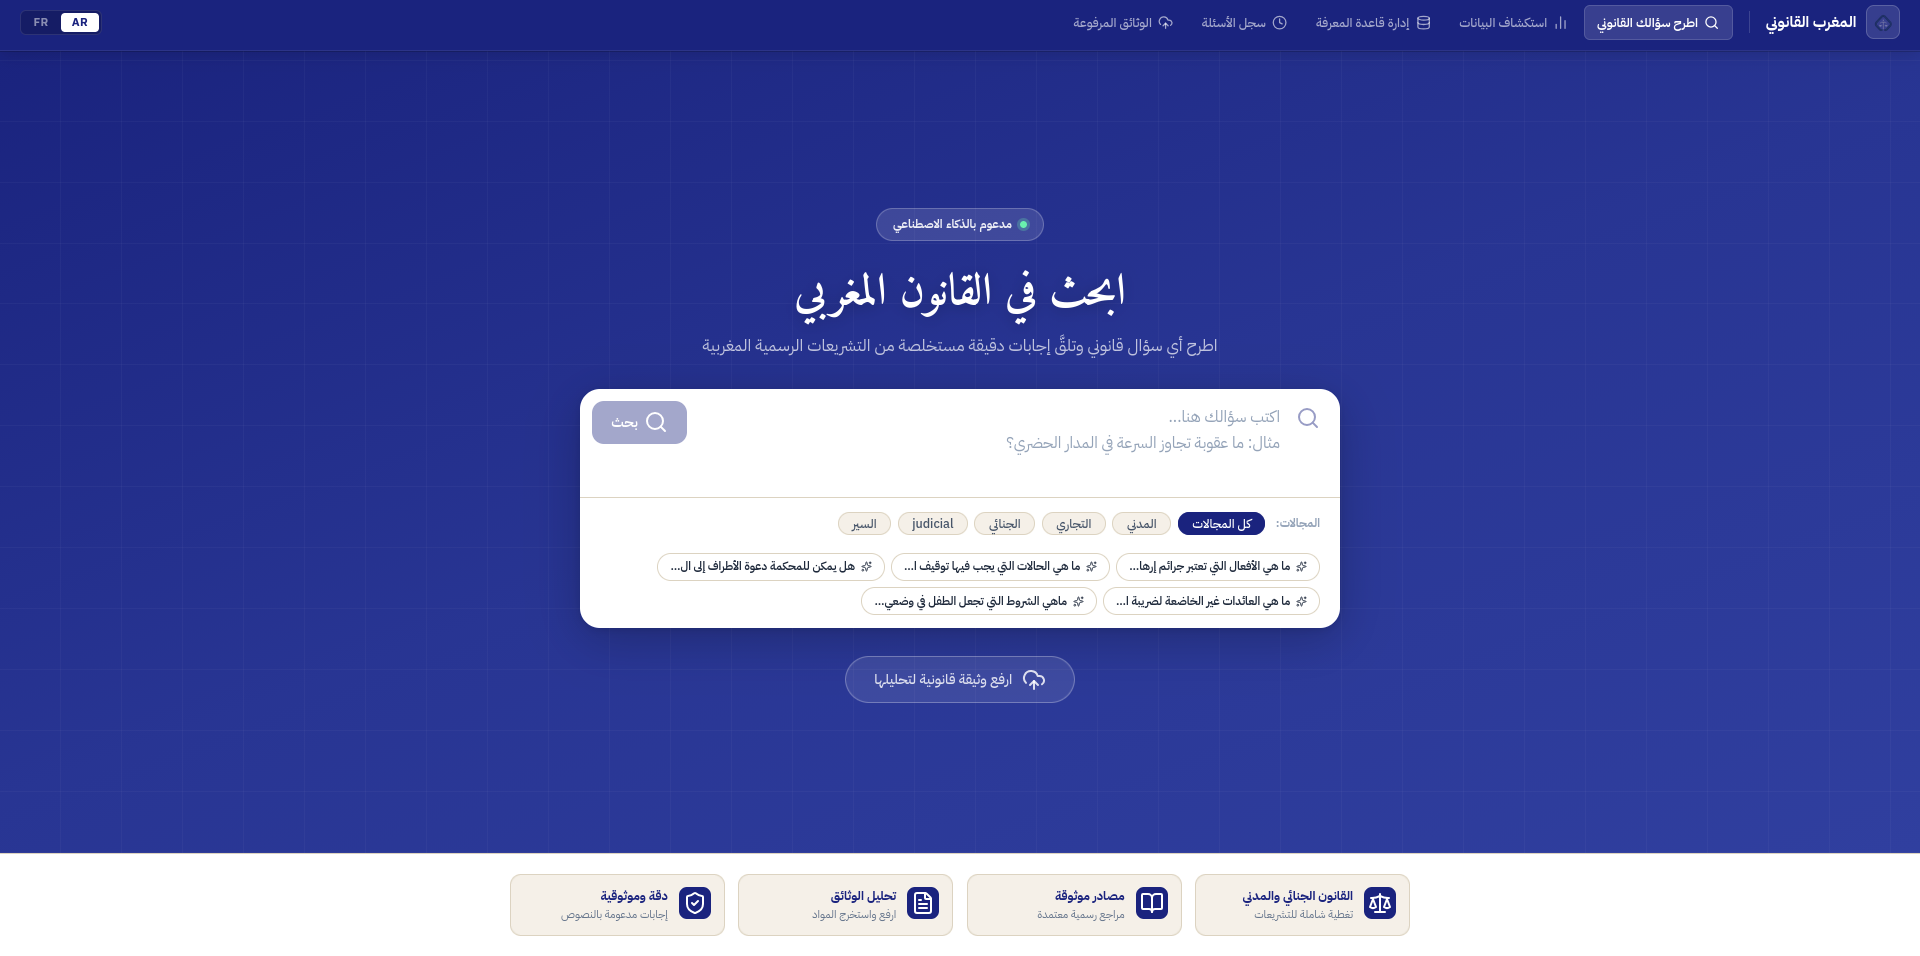 المغرب القانوني
اطرح سؤالك القانوني
استكشاف البيانات
إدارة قاعدة المعرفة
سجل الأسئلة
الوثائق المرفوعة
AR
FR
مدعوم بالذكاء الاصطناعي
ابحث في القانون المغربي
اطرح أي سؤال قانوني وتلقَّ إجابات دقيقة مستخلصة من التشريعات الرسمية المغربية
اكتب سؤالك هنا...
مثال: ما عقوبة تجاوز السرعة في المدار الحضري؟
بحث
المجالات:
كل المجالات
المدني
التجاري
الجنائي
judicial
السير
ما هي الأفعال التي تعتبر جرائم إرها...
ما هي الحالات التي يجب فيها توقيف ا...
هل يمكن للمحكمة دعوة الأطراف إلى ال...
ما هي العائدات غير الخاضعة لضريبة ا...
ماهي الشروط التي تجعل الطفل في وضعي...
ارفع وثيقة قانونية لتحليلها
القانون الجنائي والمدني
تغطية شاملة للتشريعات
مصادر موثوقة
مراجع رسمية معتمدة
تحليل الوثائق
ارفع واستخرج المواد
دقة وموثوقية
إجابات مدعومة بالنصوص